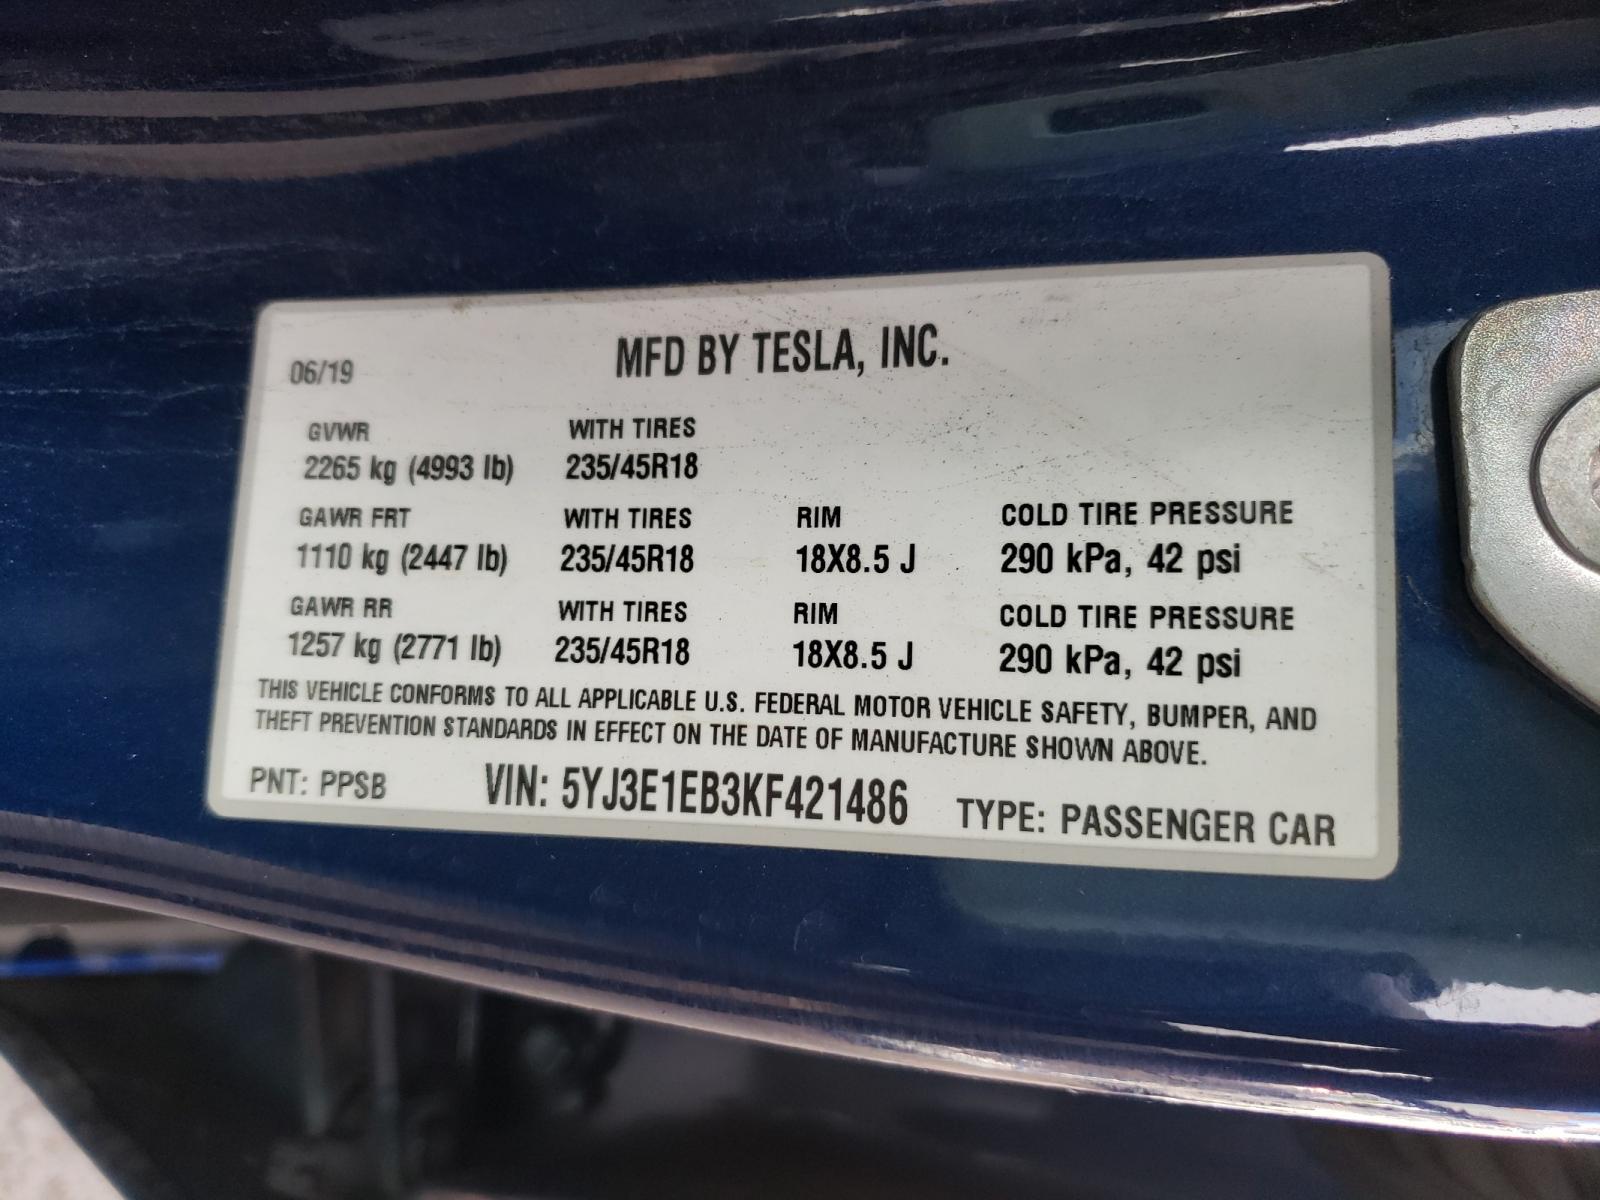 06/19 MFD BY TESLA, INC.
GVWR WITH TIRES
2265 kg (4993 lb) 235/45R18
GAWR FRT WITH TIRES RIM COLD TIRE PRESSURE
1110 kg (2447 lb) 235/45R18 18X8.5 J 290 kPa, 42 psi
GAWR RR WITH TIRES RIM COLD TIRE PRESSURE
1257 kg (2771 lb) 235/45R18 18X8.5 J 290 kPa, 42 psi
THIS VEHICLE CONFORMS TO ALL APPLICABLE U.S. FEDERAL MOTOR VEHICLE SAFETY, BUMPER, AND
THEFT PREVENTION STANDARDS IN EFFECT ON THE DATE OF MANUFACTURE SHOWN ABOVE.
PNT: PPSB VIN: 5YJ3E1EB3KF421486 TYPE: PASSENGER CAR